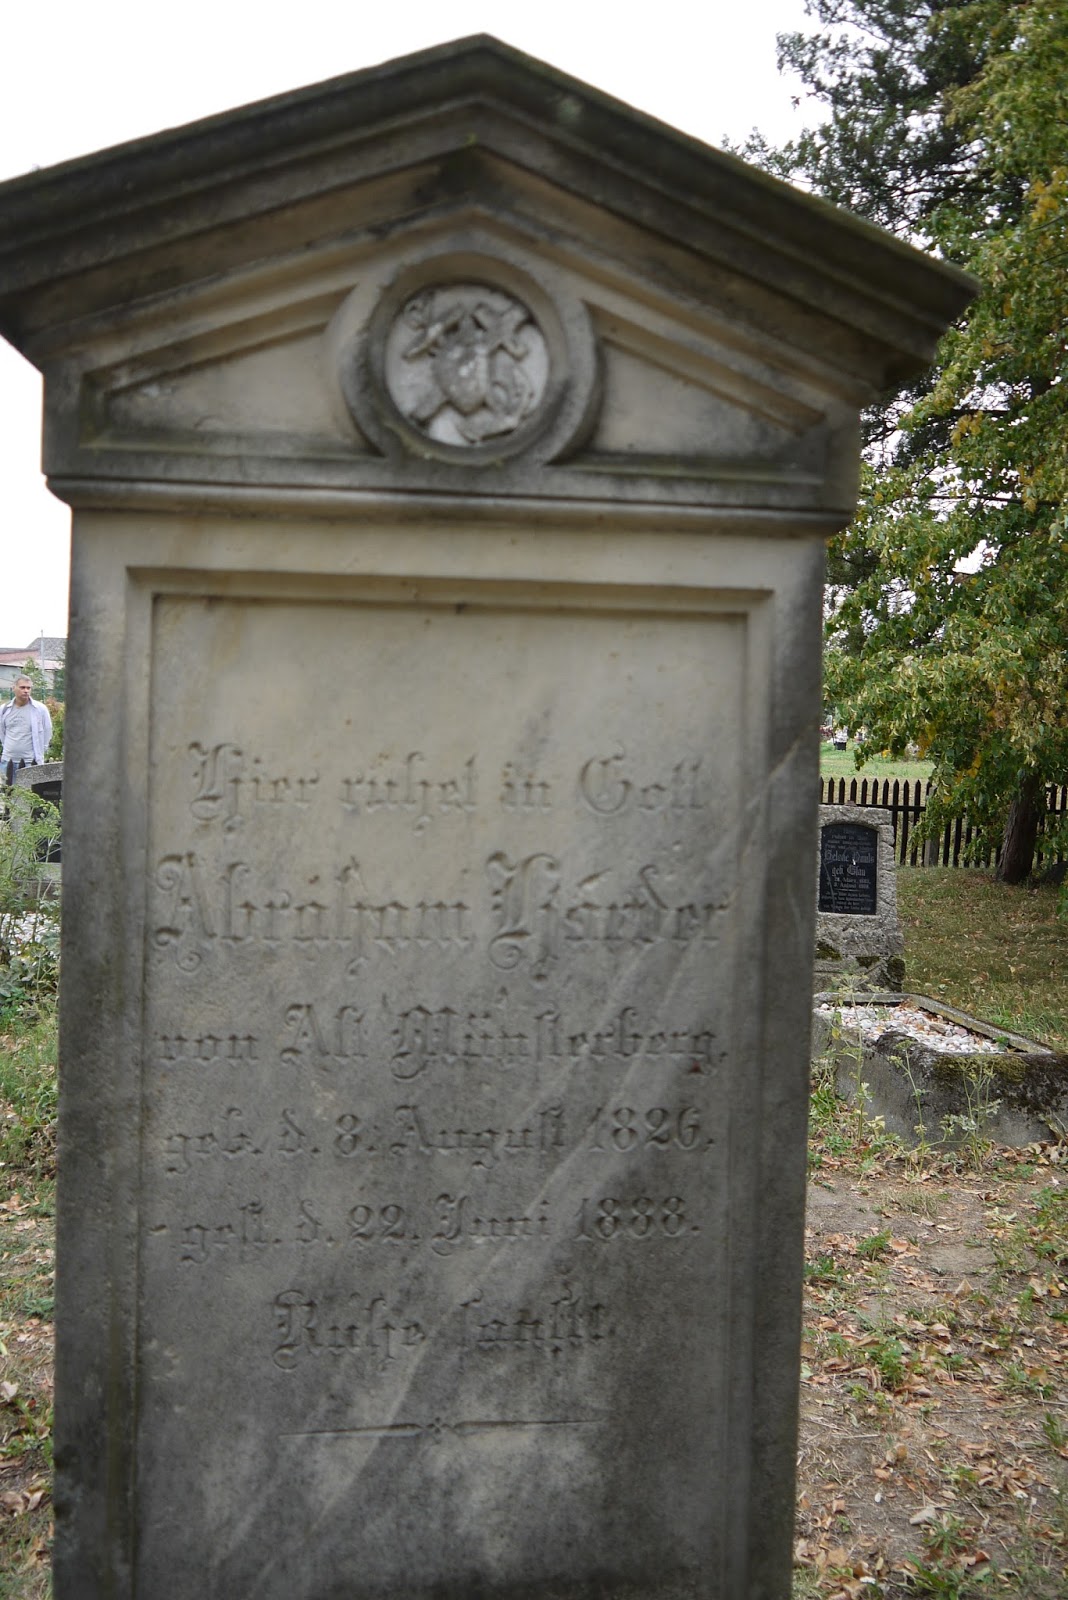 Hier ruhet in Gott
Abraham Harder
von Alt Münsterberg,
geb. d. 8. August 1826.
gest. d. 22. Juni 1888.
Ruhe sanft
geb.